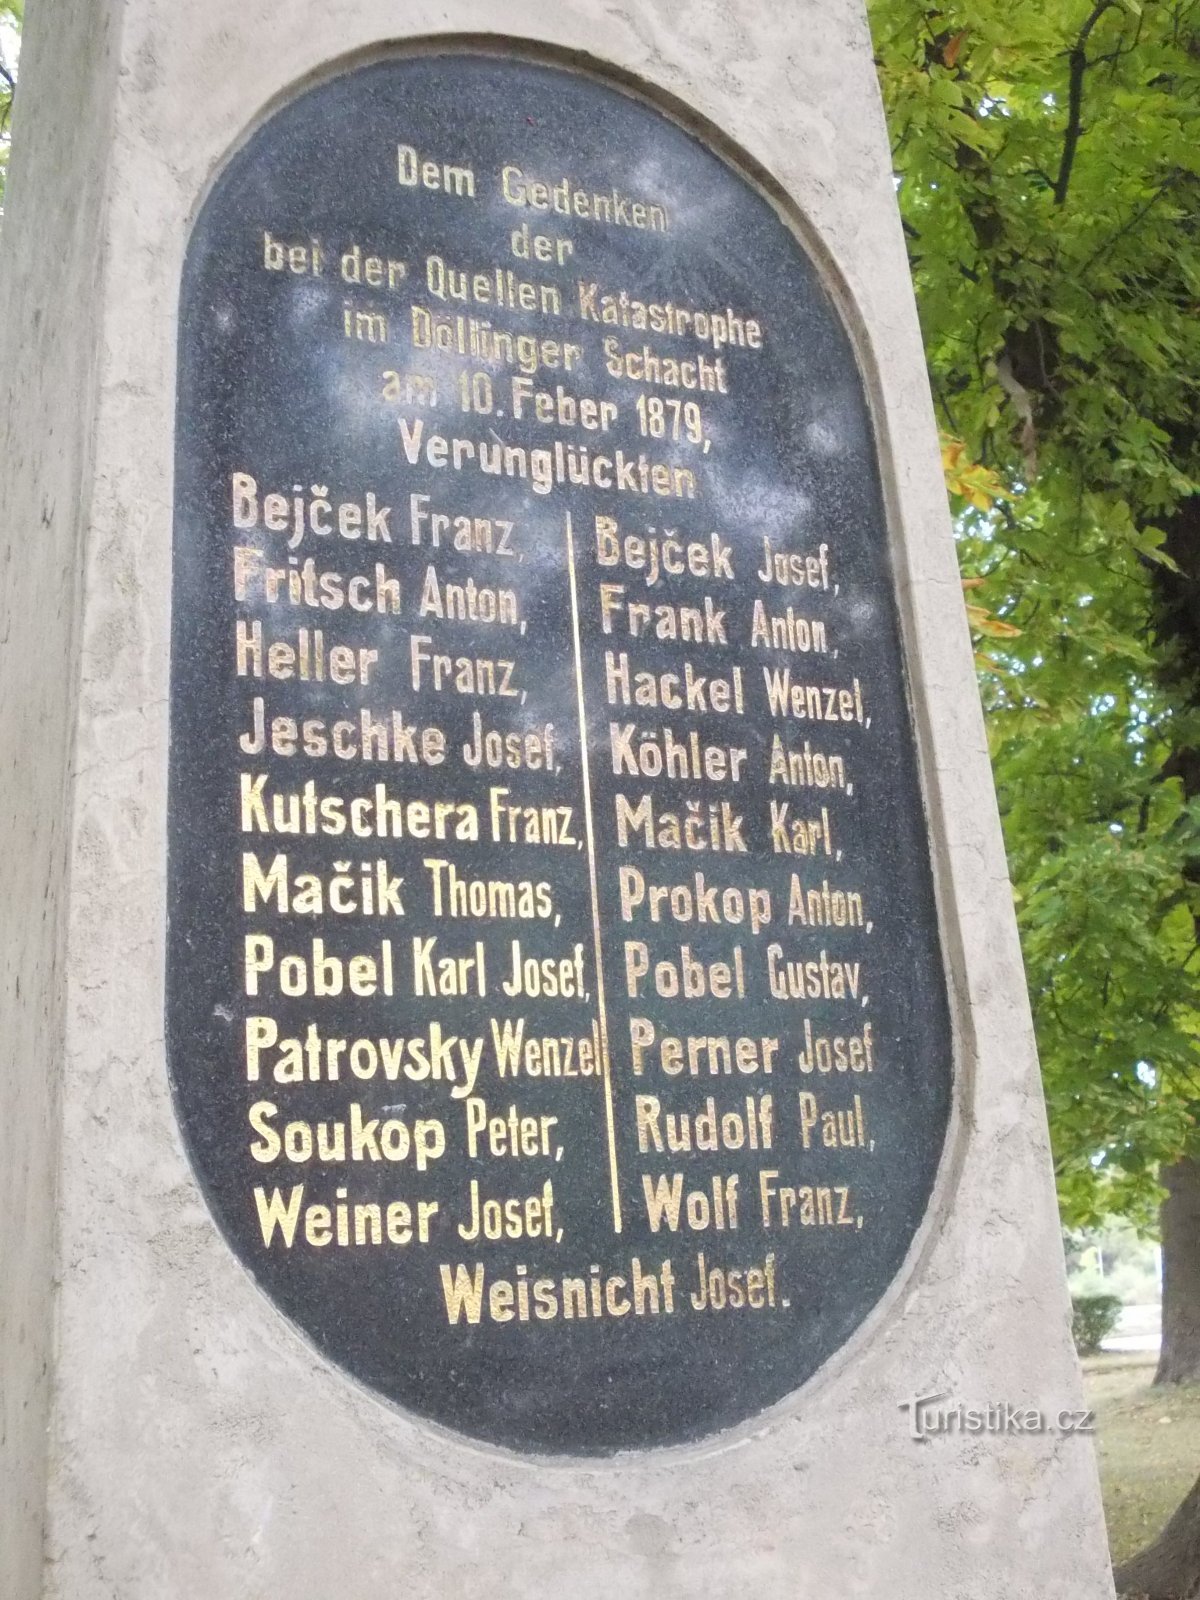 Dem Gedenken
der
bei der Quellen Katastrophe
im Döllinger Schacht
am 10. Feber 1879,
Verunglückten
Bejček Franz,
Fritsch Anton,
Heller Franz,
Jeschke Josef,
Kutschera Franz,
Mačik Thomas,
Pobel Karl Josef,
Patrovsky Wenzel
Soukop Peter,
Weiner Josef,
Bejček Josef,
Frank Anton,
Hackel Wenzel,
Köhler Anton,
Mačik Karl,
Prokop Anton,
Pobel Gustav,
Perner Josef
Rudolf Paul,
Wolf Franz,
Weisnicht Josef.
Turistika.cz